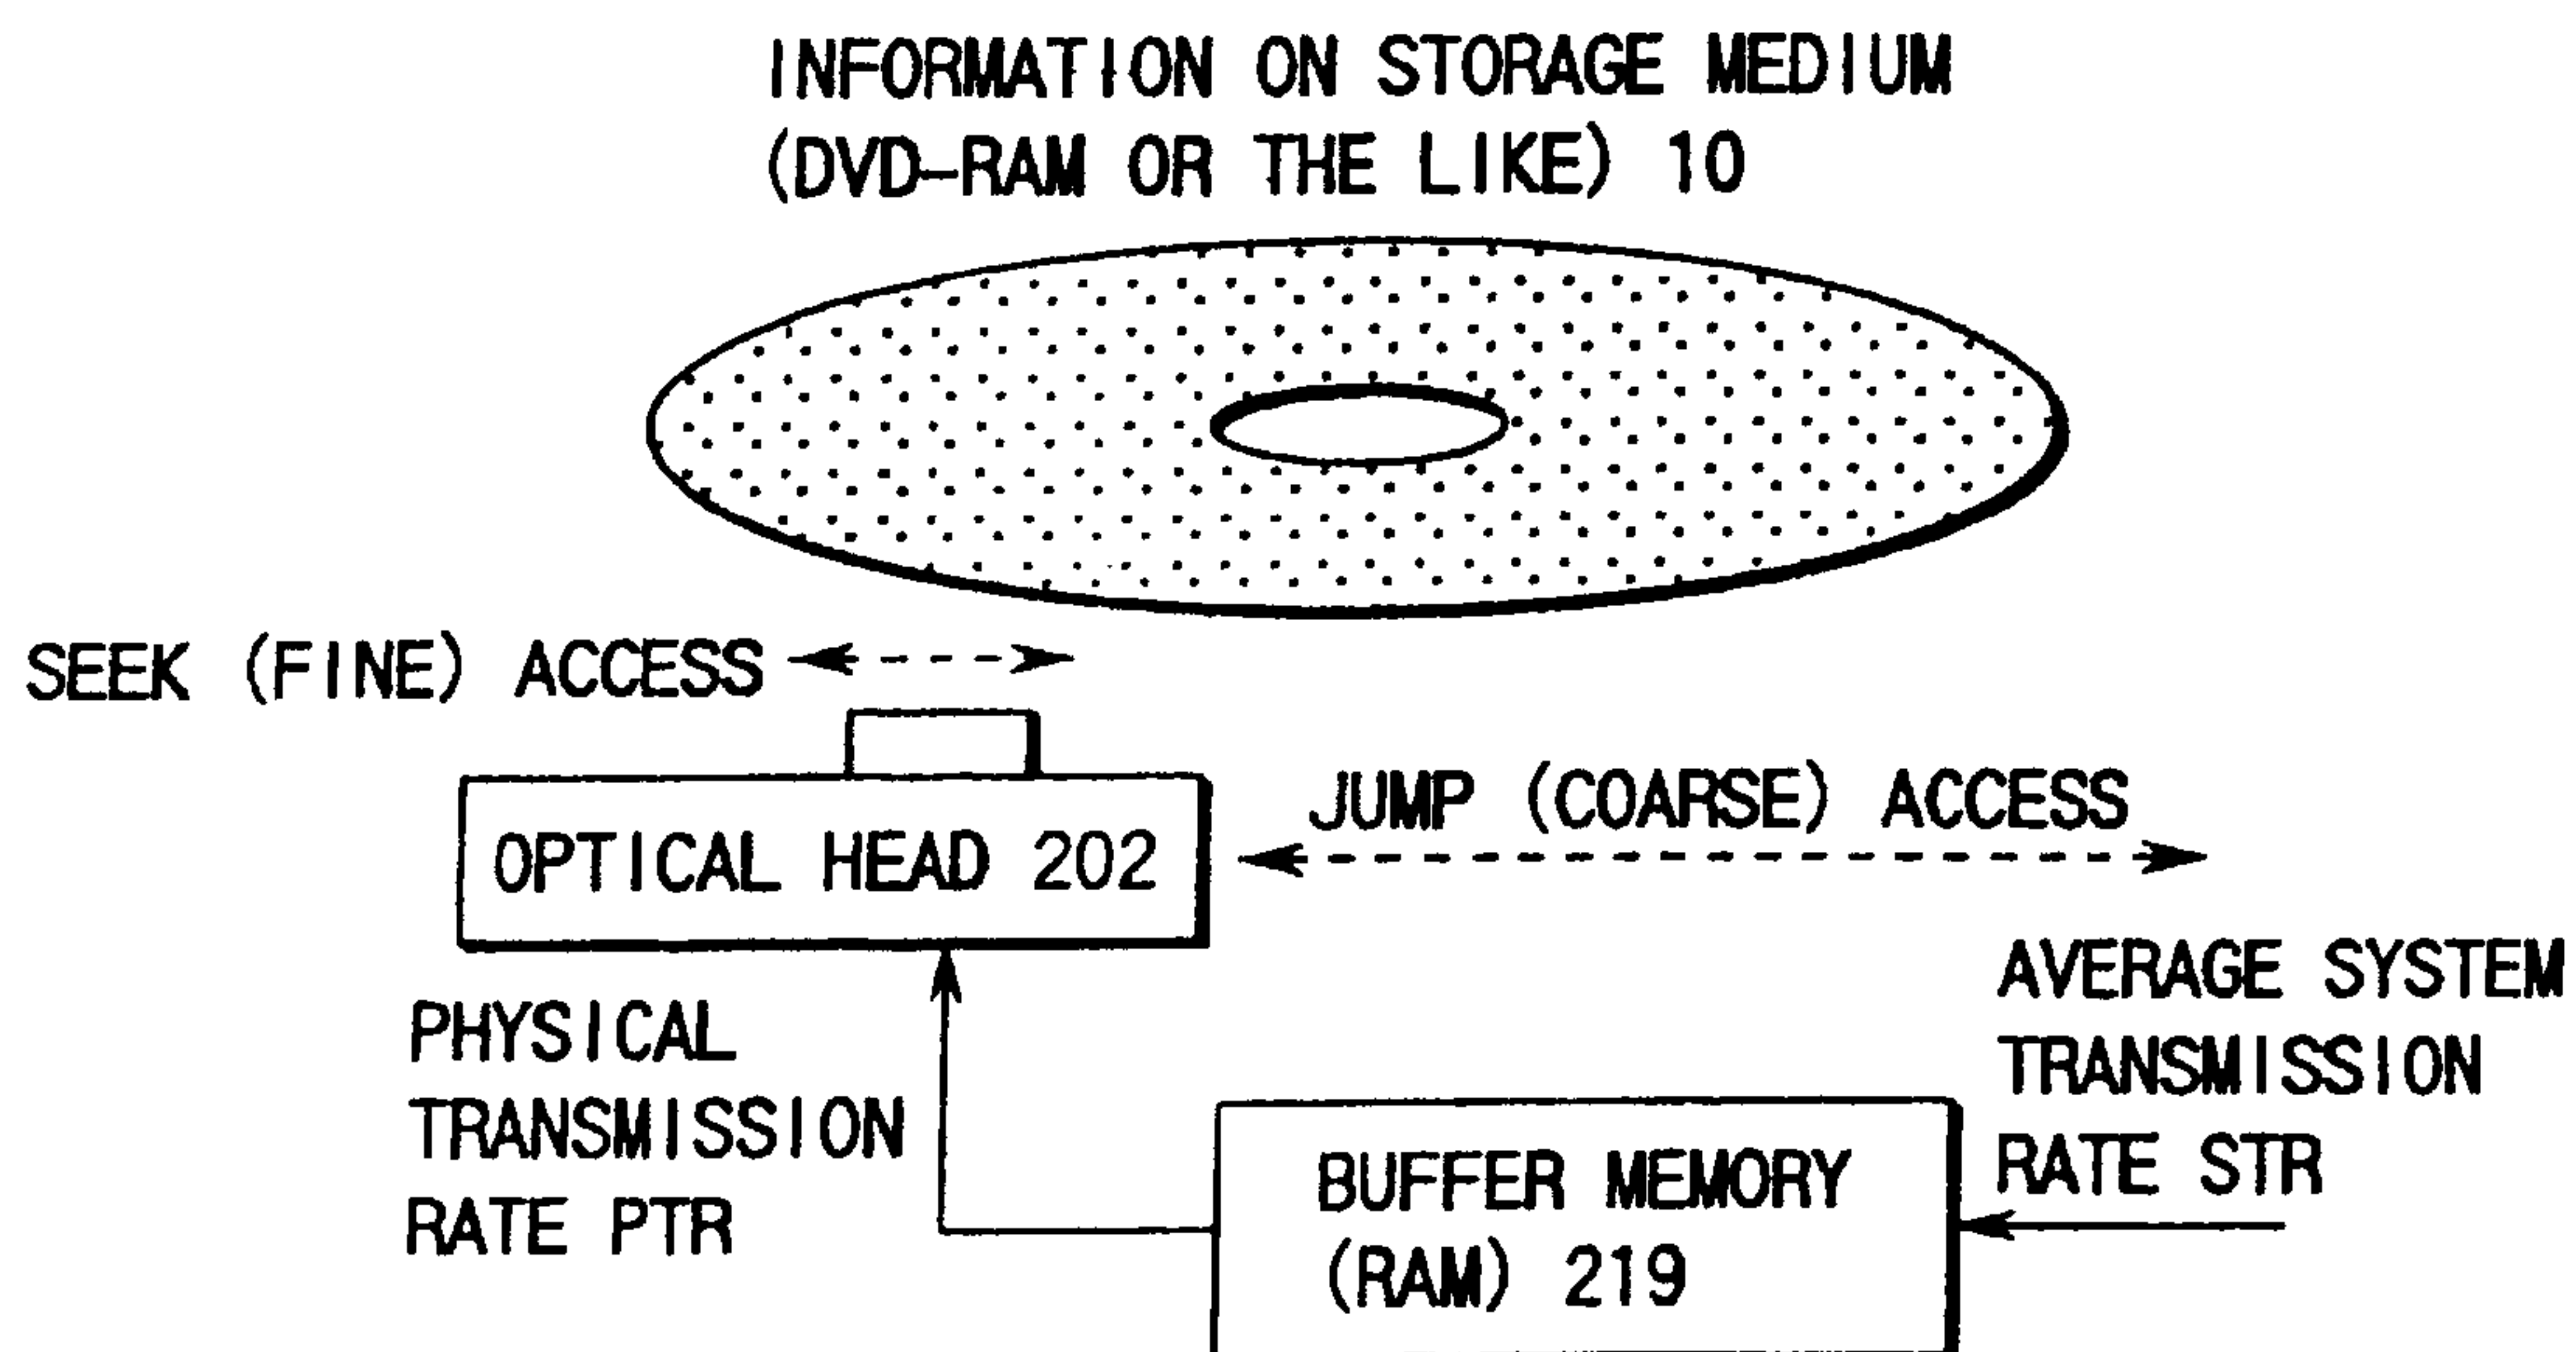 INFORMATION ON STORAGE MEDIUM
(DVD-RAM OR THE LIKE) 10
SEEK (FINE) ACCESS
JUMP (COARSE) ACCESS
OPTICAL HEAD 202
PHYSICAL
TRANSMISSION
RATE PTR
AVERAGE SYSTEM
TRANSMISSION
RATE STR
BUFFER MEMORY
(RAM) 219